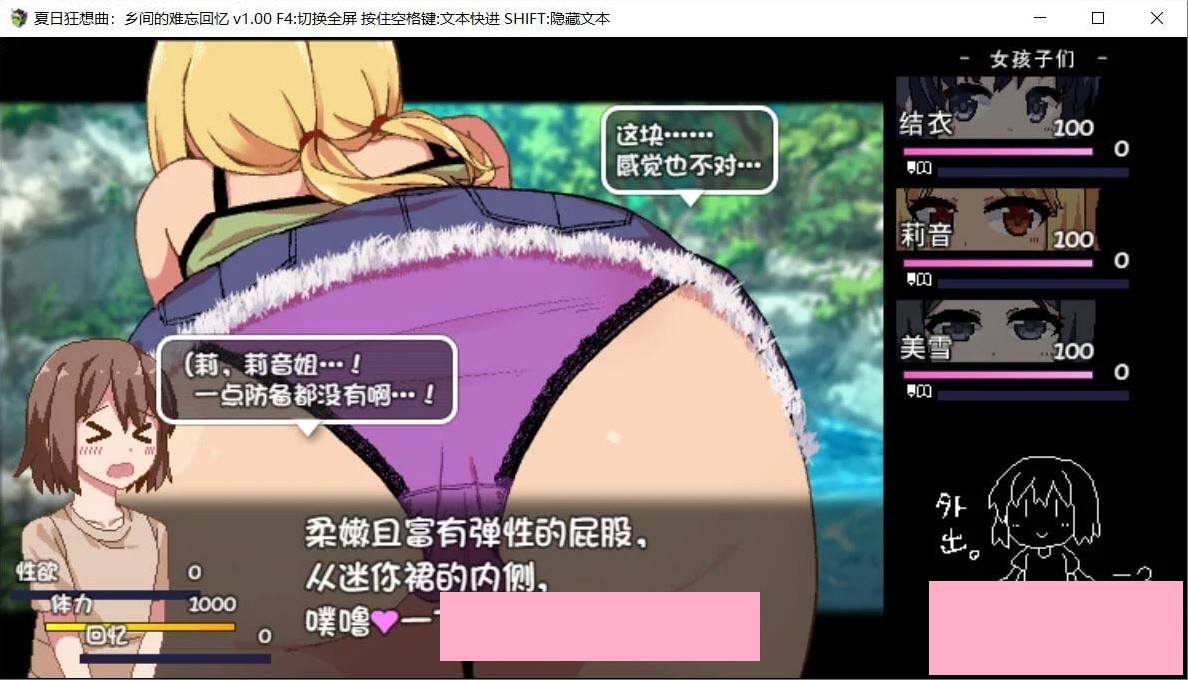 夏日狂想曲：乡间的难忘回忆 v1.00 F4:切换全屏 按住空格键:文本快进 SHIFT:隐藏文本
- 女孩子们 -
结衣
100
0
莉音
100
0
美雪
100
0
这块……
感觉也不对…
(莉，莉音姐…！
一点防备都没有啊…！
柔嫩且富有弹性的屁股，
从迷你裙的内侧，
噗噜♥一
性欲 0
体力 1000
回忆 0
外
出。